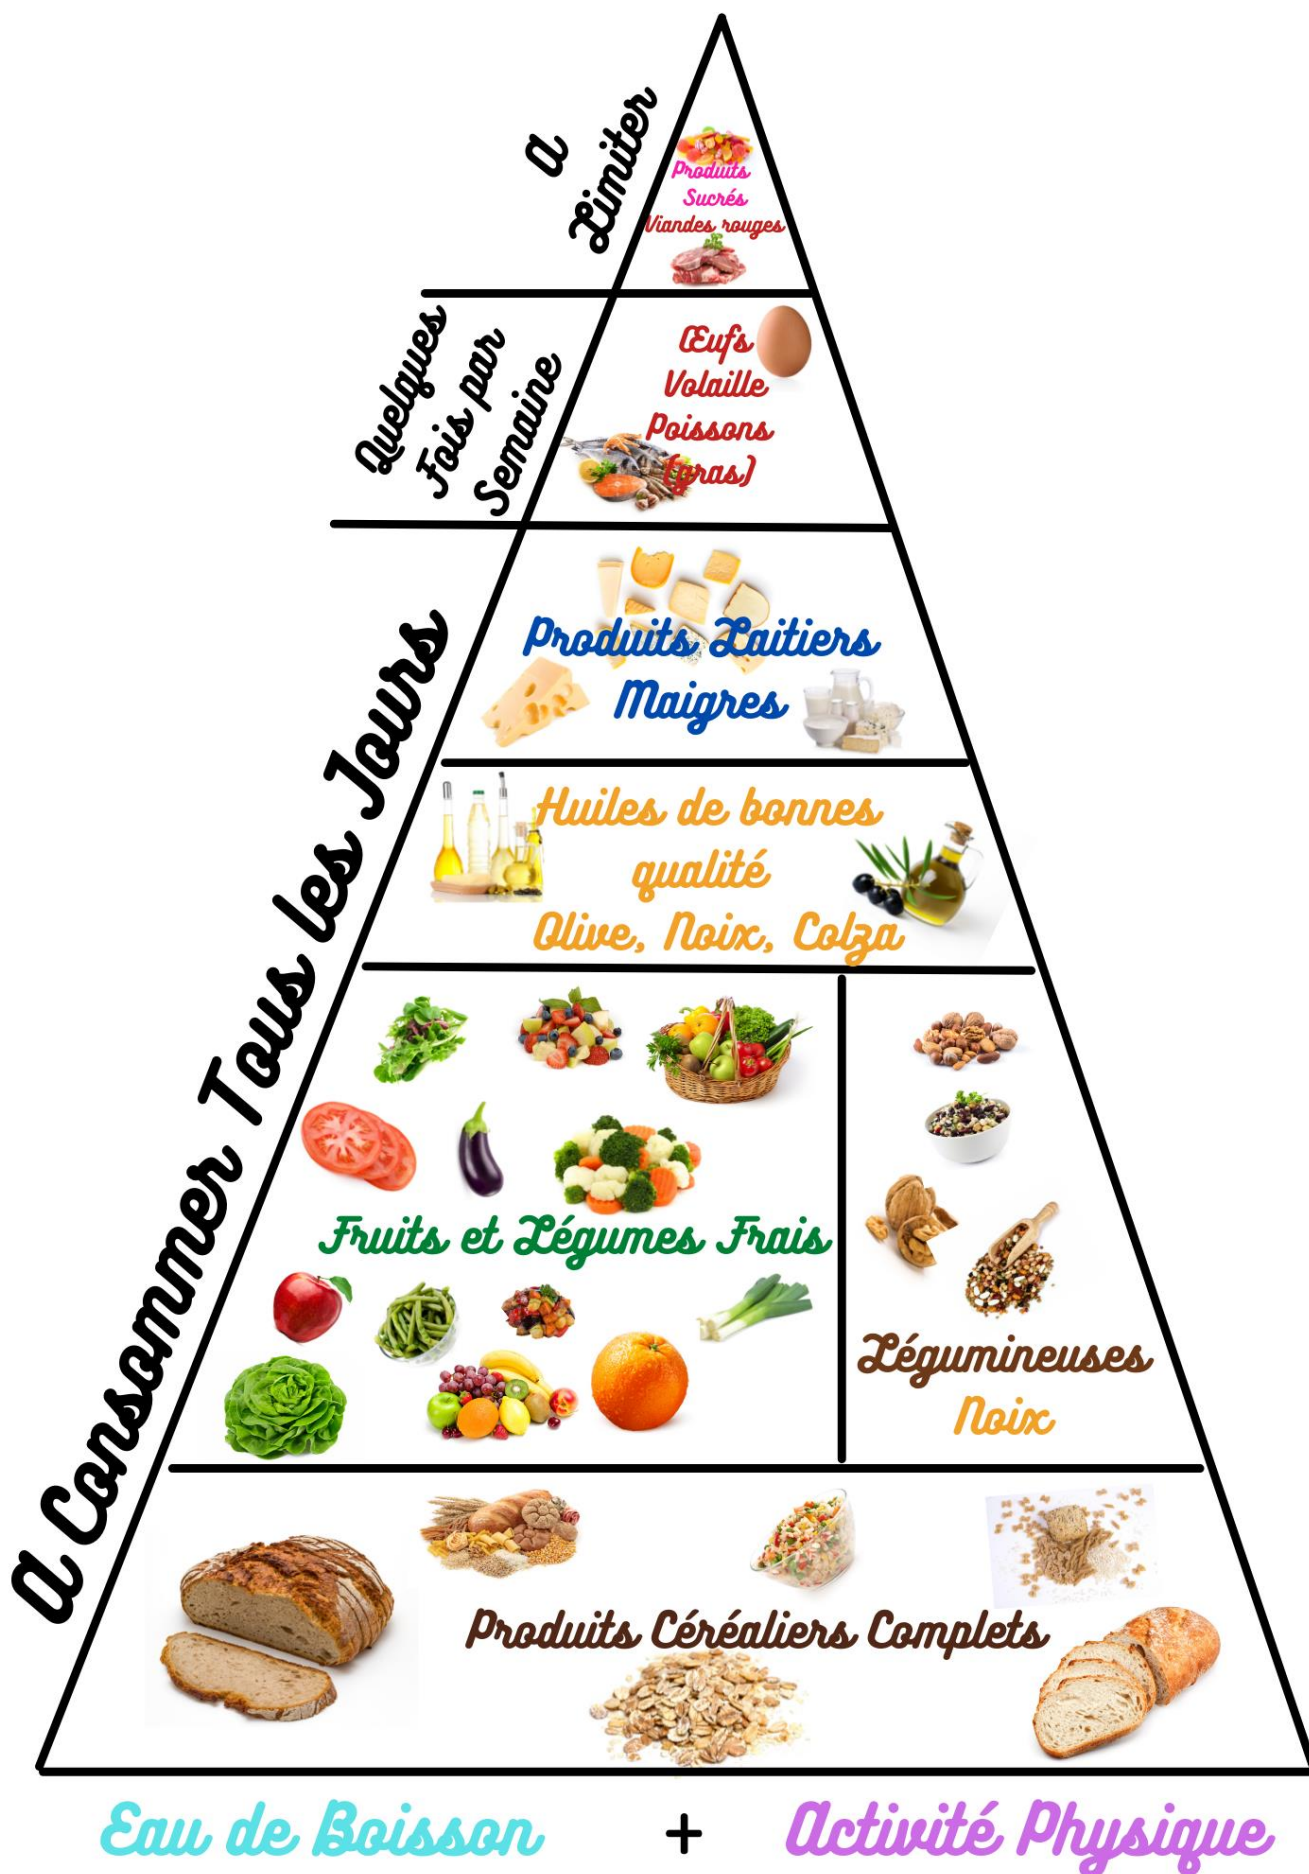 A
Limiter
Produits
Sucrés
Viandes rouges
Quelques
Fois par
Semaine
Œufs
Volaille
Poissons
(gras)
A Consommer Tous les Jours
Produits Laitiers
Maigres
Huiles de bonnes
qualité
Olive, Noix, Colza
Fruits et Légumes Frais
Légumineuses
Noix
Produits Céréaliers Complets
Eau de Boisson + Activité Physique